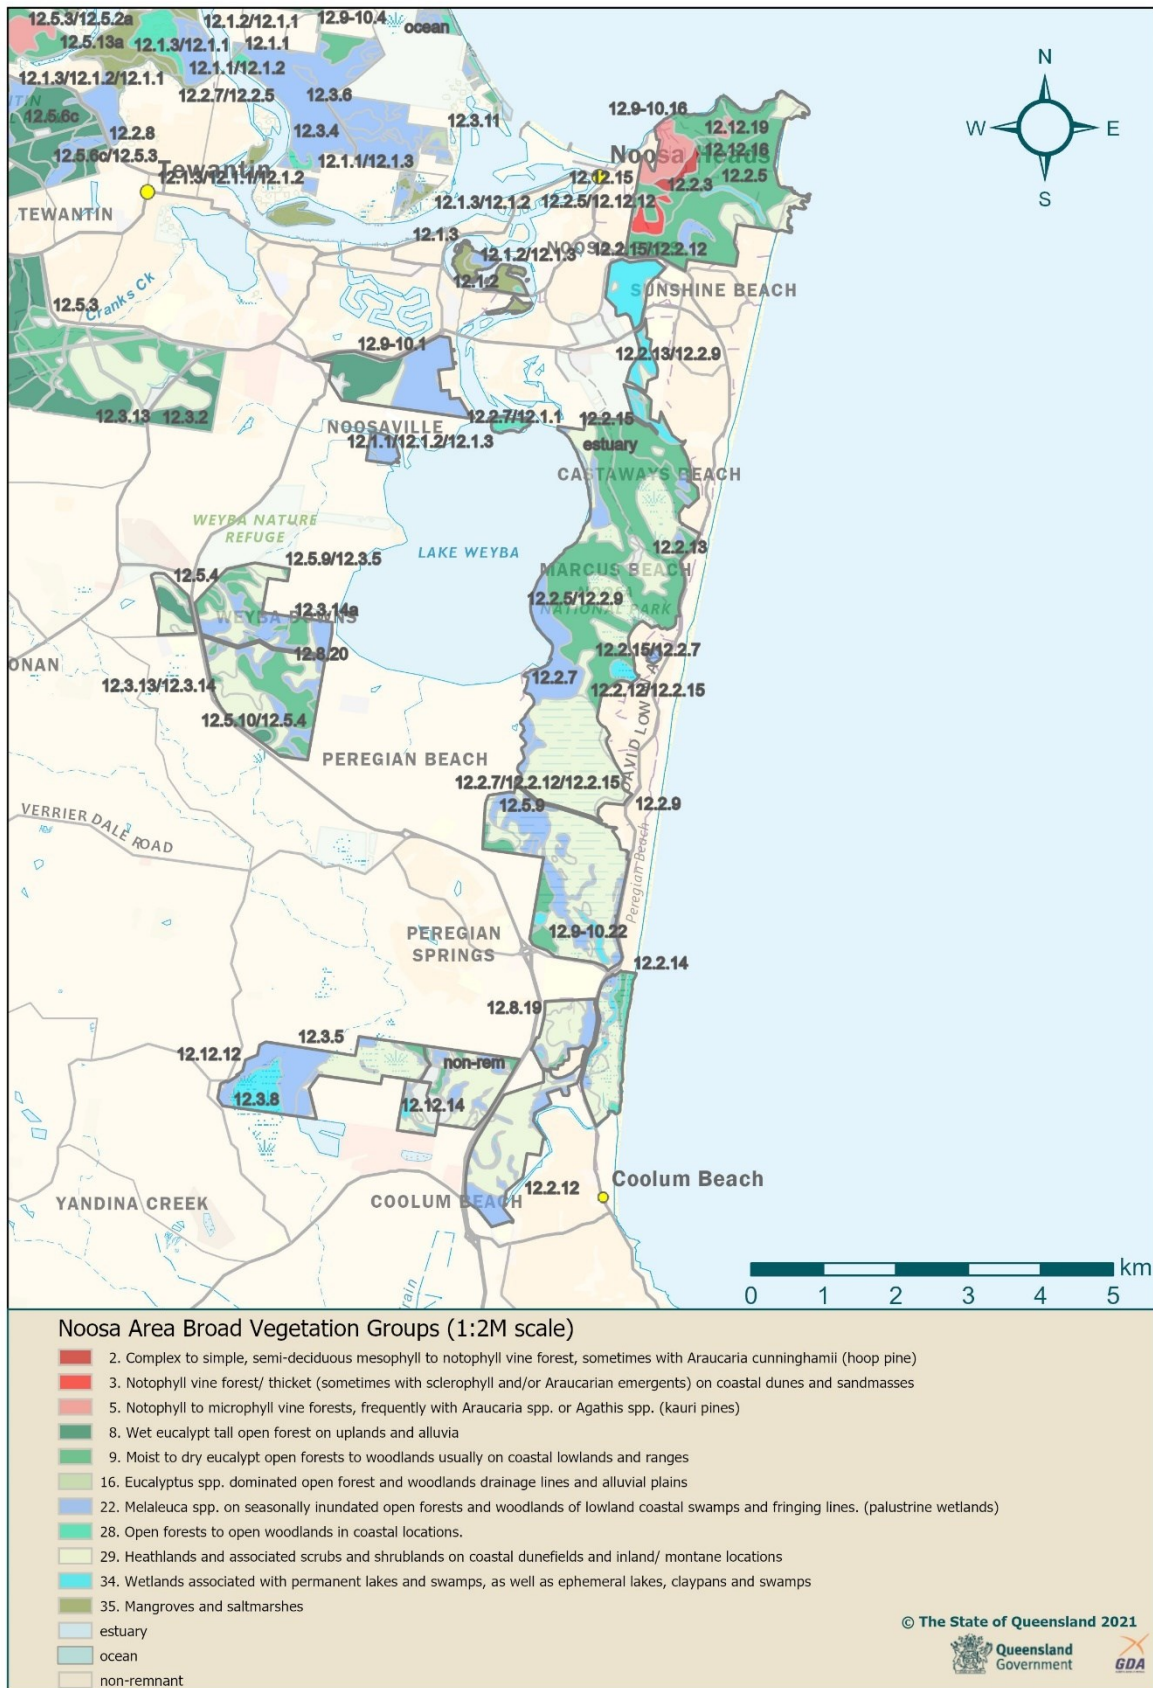 12.5.3/12.5.2a
12.1.2/12.1.1
12.9-10.4
ocean
12.5.13a
12.1.3/12.1.1
12.1.1
12.1.1/12.1.2
12.1.3/12.1.2/12.1.1
12.2.7/12.2.5
12.3.6
12.3.11
12.9-10.16
N
W
E
S
12.5.6c
12.2.8
12.3.4
12.12.19
12.12.16
Noosa Heads
12.5.6c/12.5.3
12.1.1/12.1.3
Tewantin
12.1.3/12.1.1/12.1.2
12.12.15
12.2.5
12.2.3
TEWANTIN
12.1.3/12.1.2
12.2.5/12.12.12
12.1.3
12.1.2/12.1.3
12.2.15/12.2.12
12.1.2
SUNSHINE BEACH
Cranks Ck
12.5.3
12.9-10.1
12.2.13/12.2.9
12.3.13
12.3.2
12.2.7/12.1.1
12.2.15
NOOSAVILLE
12.1.1/12.1.2/12.1.3
estuary
CASTAWAYS BEACH
WEYBA NATURE
REFUGE
LAKE WEYBA
12.2.13
12.5.9/12.3.5
12.5.4
MARCUS BEACH
12.2.5/12.2.9
NOOSA
NATIONAL PARK
12.3.14a
WEYBA DOWNS
12.8.20
12.2.15/12.2.7
ONAN
12.3.13/12.3.14
12.2.7
12.2.12/12.2.15
12.5.10/12.5.4
DAVID LOW
PEREGIAN BEACH
12.2.7/12.2.12/12.2.15
12.5.9
12.2.9
VERRIER DALE ROAD
Peregian Beach
PEREGIAN
SPRINGS
12.9-10.22
12.2.14
12.8.19
12.3.5
12.12.12
non-rem
12.3.8
12.12.14
12.2.12
Coolum Beach
YANDINA CREEK
COOLUM BEACH
rain
km
0 1 2 3 4 5
Noosa Area Broad Vegetation Groups (1:2M scale)
2. Complex to simple, semi-deciduous mesophyll to notophyll vine forest, sometimes with Araucaria cunninghamii (hoop pine)
3. Notophyll vine forest/ thicket (sometimes with sclerophyll and/or Araucarian emergents) on coastal dunes and sandmasses
5. Notophyll to microphyll vine forests, frequently with Araucaria spp. or Agathis spp. (kauri pines)
8. Wet eucalypt tall open forest on uplands and alluvia
9. Moist to dry eucalypt open forests to woodlands usually on coastal lowlands and ranges
16. Eucalyptus spp. dominated open forest and woodlands drainage lines and alluvial plains
22. Melaleuca spp. on seasonally inundated open forests and woodlands of lowland coastal swamps and fringing lines. (palustrine wetlands)
28. Open forests to open woodlands in coastal locations.
29. Heathlands and associated scrubs and shrublands on coastal dunefields and inland/ montane locations
34. Wetlands associated with permanent lakes and swamps, as well as ephemeral lakes, claypans and swamps
35. Mangroves and saltmarshes
estuary
ocean
non-remnant
© The State of Queensland 2021
Queensland
Government
GDA